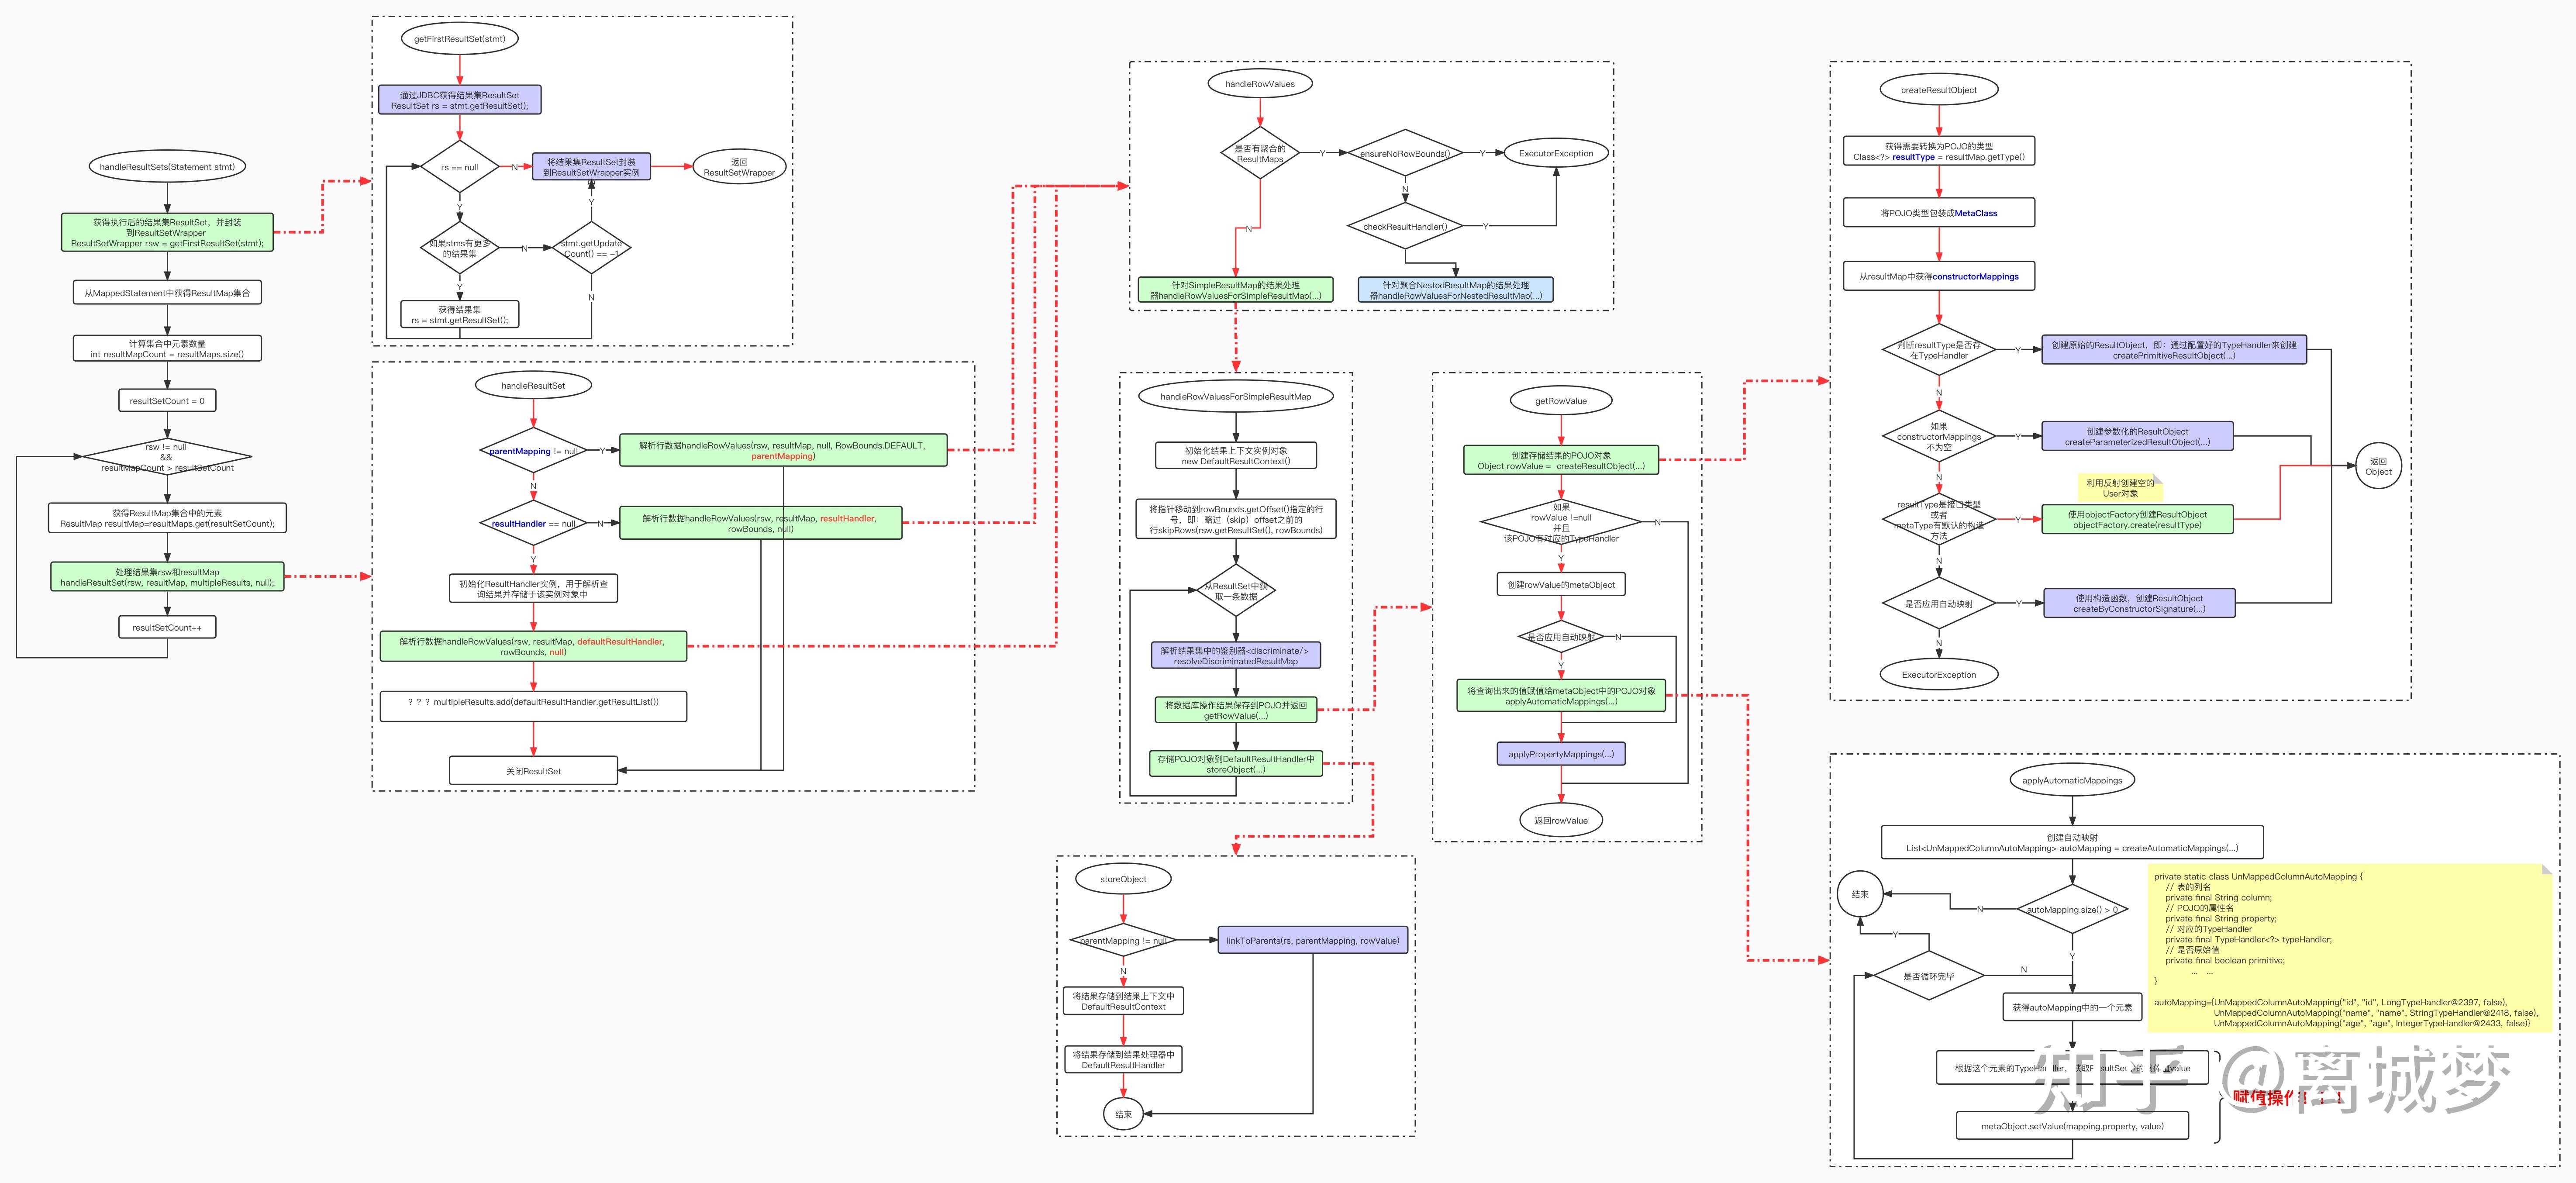 handleResultSets(Statement stmt)
获得执行后的结果集ResultSet，并封装
到ResultSetWrapper
ResultSetWrapper rsw = getFirstResultSet(stmt);
从MappedStatement中获得ResultMap集合
计算集合中元素数量
int resultMapCount = resultMaps.size()
resultSetCount = 0
rsw != null
&&
resultMapCount > resultSetCount
获得ResultMap集合中的元素
ResultMap resultMap=resultMaps.get(resultSetCount);
处理结果集rsw和resultMap
handleResultSet(rsw, resultMap, multipleResults, null);
resultSetCount++
getFirstResultSet(stmt)
通过JDBC获得结果集ResultSet
ResultSet rs = stmt.getResultSet();
rs == null
N
将结果集ResultSet封装
到ResultSetWrapper实例
返回
ResultSetWrapper
Y
Y
如果stms有更多
的结果集
N
stmt.getUpdate
Count() == -1
Y
N
获得结果集
rs = stmt.getResultSet();
handleResultSet
parentMapping != null
Y
解析行数据handleRowValues(rsw, resultMap, null, RowBounds.DEFAULT,
parentMapping)
N
resultHandler == null
N
解析行数据handleRowValues(rsw, resultMap, resultHandler,
rowBounds, null)
Y
初始化ResultHandler实例，用于解析查
询结果并存储于该实例对象中
解析行数据handleRowValues(rsw, resultMap, defaultResultHandler,
rowBounds, null)
？？？multipleResults.add(defaultResultHandler.getResultList())
关闭ResultSet
handleRowValues
是否有聚合的
ResultMaps
Y
ensureNoRowBounds()
Y
ExecutorException
N
checkResultHandler()
Y
N
针对SimpleResultMap的结果处理
器handleRowValuesForSimpleResultMap(...)
针对聚合NestedResultMap的结果处理
器handleRowValuesForNestedResultMap(...)
handleRowValuesForSimpleResultMap
初始化结果上下文实例对象
new DefaultResultContext()
将指针移动到rowBounds.getOffset()指定的行
号，即：略过（skip）offset之前的
行skipRows(rsw.getResultSet(), rowBounds)
从ResultSet中获
取一条数据
解析结果集中的鉴别器<discriminate/>
resolveDiscriminatedResultMap
将数据库操作结果保存到POJO并返回
getRowValue(...)
存储POJO对象到DefaultResultHandler中
storeObject(...)
getRowValue
创建存储结果的POJO对象
Object rowValue = createResultObject(...)
如果
rowValue !=null
并且
该POJO有对应的TypeHandler
N
Y
创建rowValue的metaObject
是否应用自动映射
N
Y
将查询出来的值赋值给metaObject中的POJO对象
applyAutomaticMappings(...)
applyPropertyMappings(...)
返回rowValue
storeObject
parentMapping != null
linkToParents(rs, parentMapping, rowValue)
N
将结果存储到结果上下文中
DefaultResultContext
将结果存储到结果处理器中
DefaultResultHandler
结束
createResultObject
获得需要转换为POJO的类型
Class<?> resultType = resultMap.getType()
将POJO类型包装成MetaClass
从resultMap中获得constructorMappings
判断resultType是否存
在TypeHandler
Y
创建原始的ResultObject，即：通过配置好的TypeHandler来创建
createPrimitiveResultObject(...)
N
如果
constructorMappings
不为空
Y
创建参数化的ResultObject
createParameterizedResultObject(...)
返回
Object
N
利用反射创建空的
User对象
resultType是接口类型
或者
metaType有默认的构造
方法
Y
使用objectFactory创建ResultObject
objectFactory.create(resultType)
N
是否应用自动映射
Y
使用构造函数，创建ResultObject
createByConstructorSignature(...)
N
ExecutorException
applyAutomaticMappings
创建自动映射
List<UnMappedColumnAutoMapping> autoMapping = createAutomaticMappings(...)
结束
N
autoMapping.size() > 0
Y
Y
是否循环完毕
N
获得autoMapping中的一个元素
private static class UnMappedColumnAutoMapping {
// 表的列名
private final String column;
// POJO的属性名
private final String property;
// 对应的TypeHandler
private final TypeHandler<?> typeHandler;
// 是否原始值
private final boolean primitive;
... ...
}
autoMapping={UnMappedColumnAutoMapping("id", "id", LongTypeHandler@2397, false),
UnMappedColumnAutoMapping("name", "name", StringTypeHandler@2418, false),
UnMappedColumnAutoMapping("age", "age", IntegerTypeHandler@2433, false)}
根据这个元素的TypeHandler，获取ResultSet value
赋值操作！！！
metaObject.setValue(mapping.property, value)
知乎 @离城梦